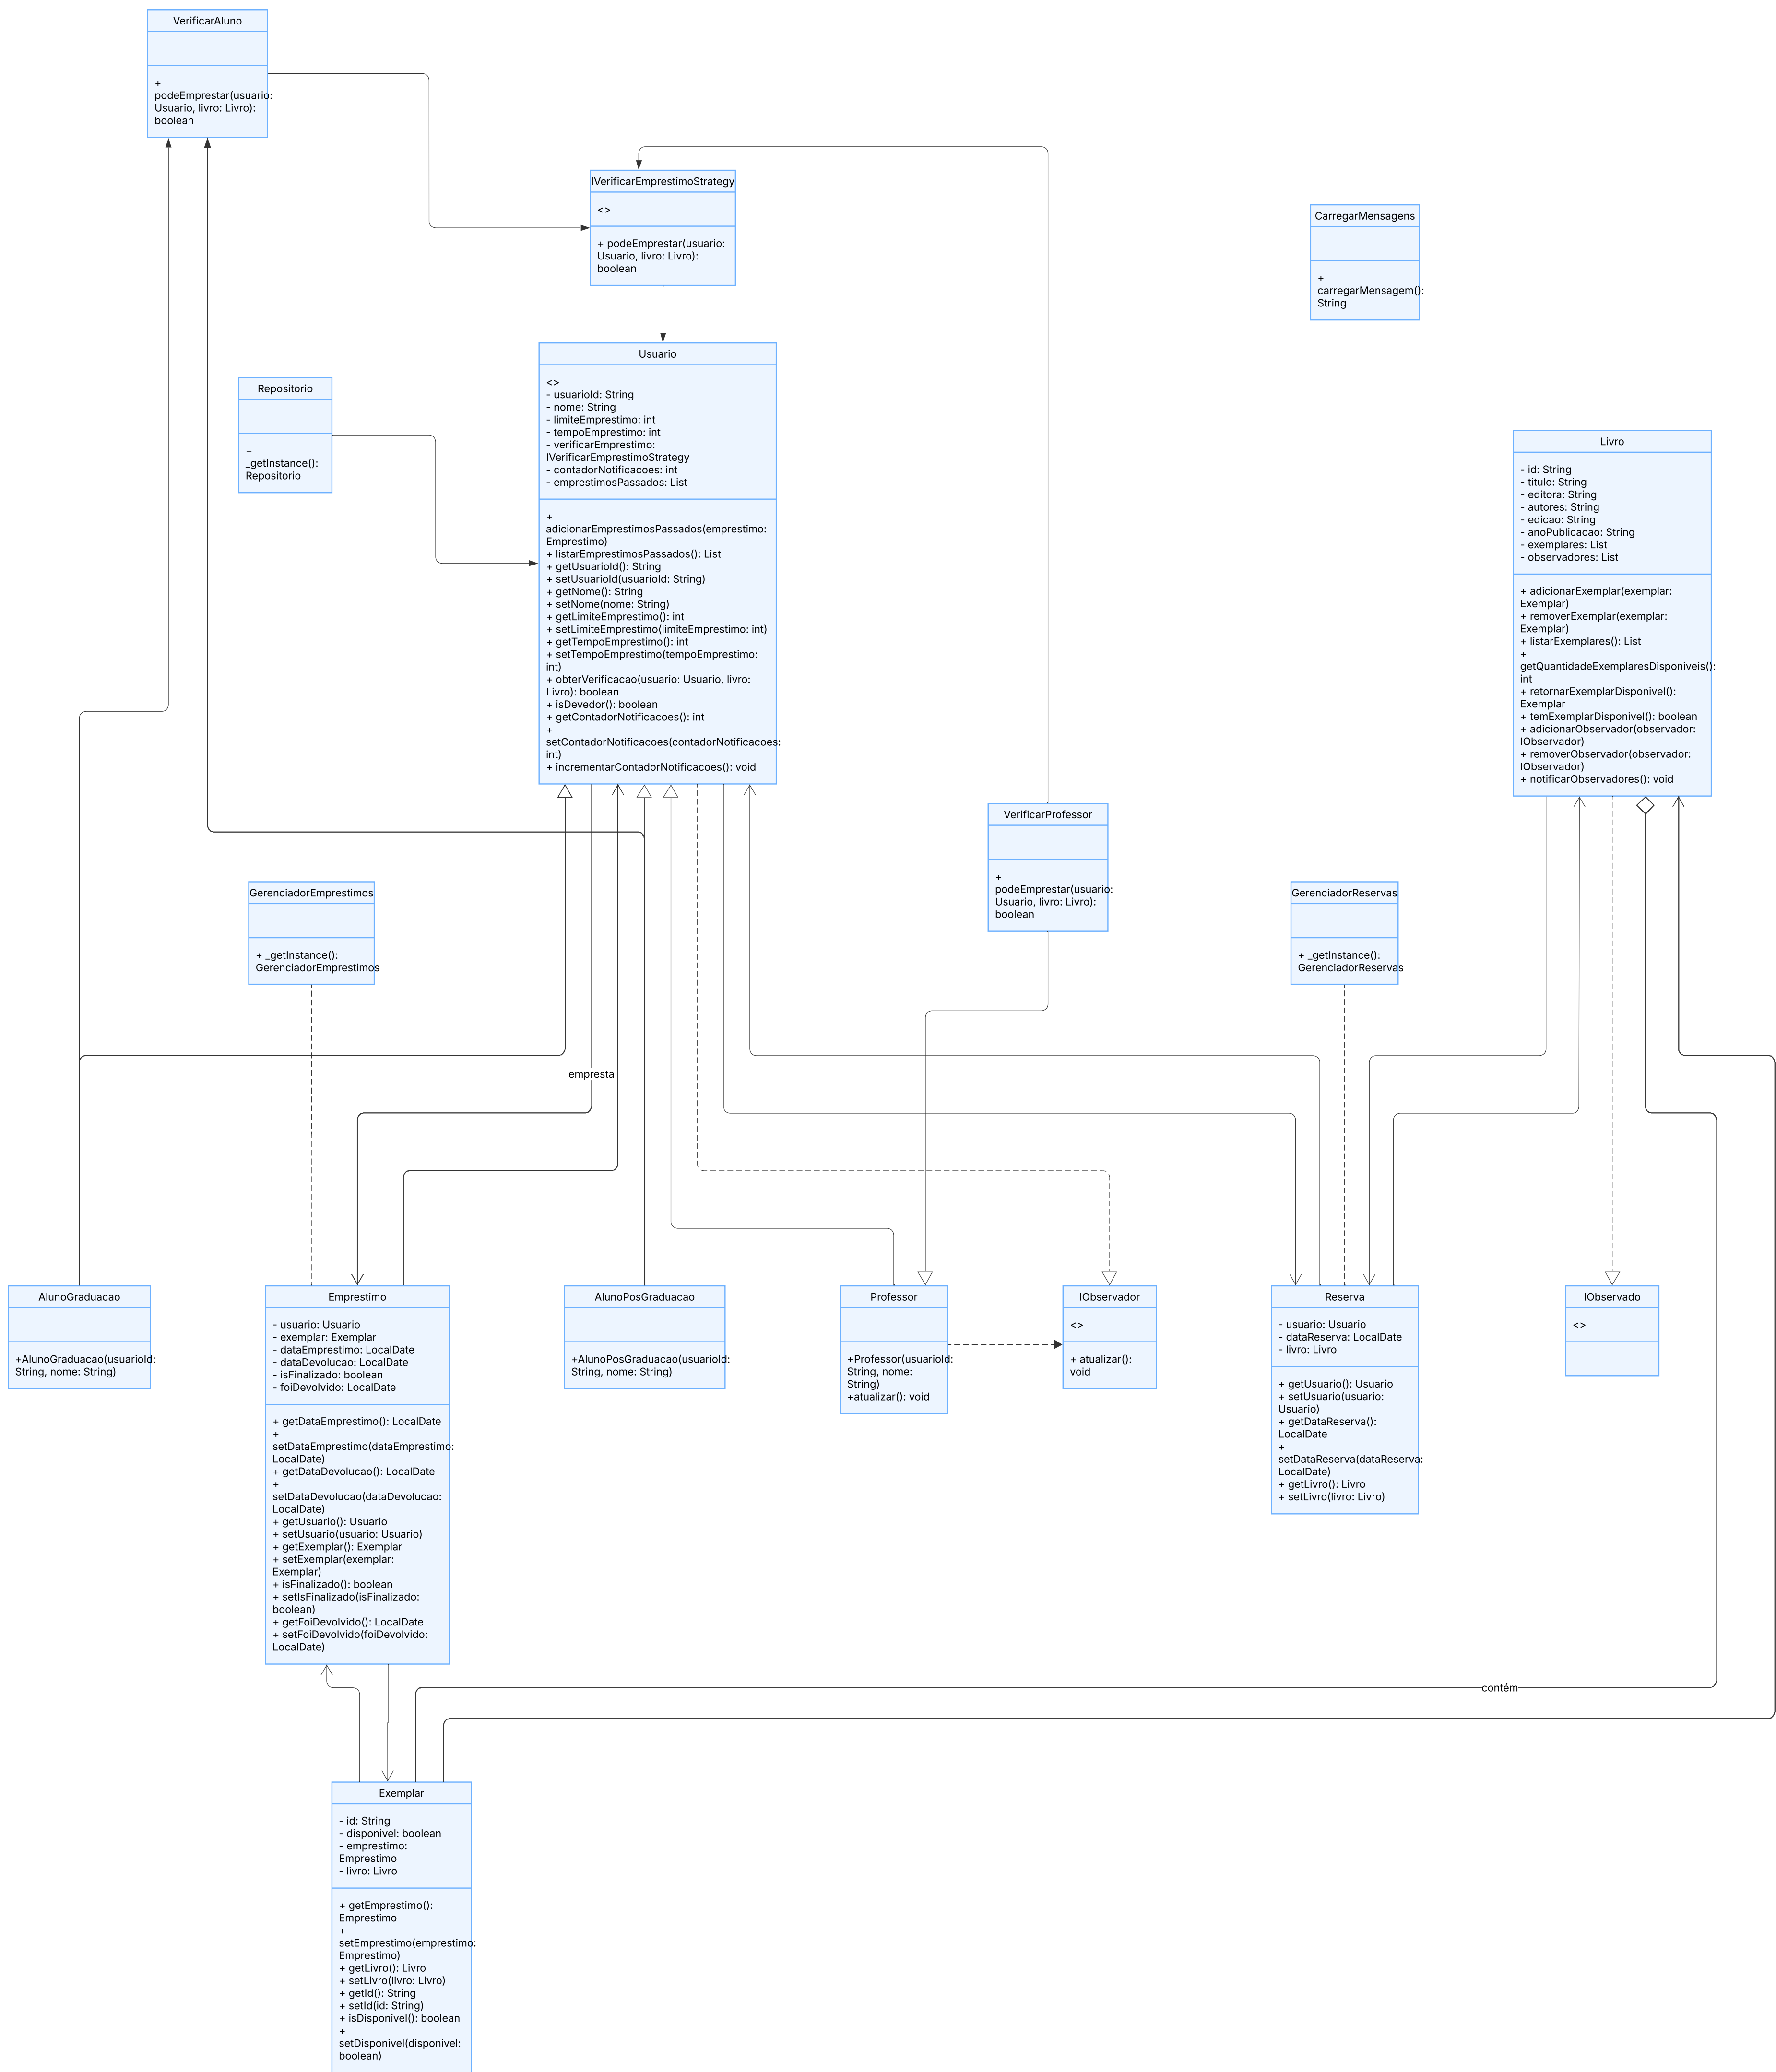 VerificarAluno
+
podeEmprestar(usuario:
Usuario, livro: Livro):
boolean
IVerificarEmprestimoStrategy
<>
+ podeEmprestar(usuario:
Usuario, livro: Livro):
boolean
CarregarMensagens
+
carregarMensagem():
String
Usuario
<>
- usuarioId: String
- nome: String
- limiteEmprestimo: int
- tempoEmprestimo: int
- verificarEmprestimo:
IVerificarEmprestimoStrategy
- contadorNotificacoes: int
- emprestimosPassados: List
+
adicionarEmprestimosPassados(emprestimo:
Emprestimo)
+ listarEmprestimosPassados(): List
+ getUsuarioId(): String
+ setUsuarioId(usuarioId: String)
+ getNome(): String
+ setNome(nome: String)
+ getLimiteEmprestimo(): int
+ setLimiteEmprestimo(limiteEmprestimo: int)
+ getTempoEmprestimo(): int
+ setTempoEmprestimo(tempoEmprestimo:
int)
+ obterVerificacao(usuario: Usuario, livro:
Livro): boolean
+ isDevedor(): boolean
+ getContadorNotificacoes(): int
+
setContadorNotificacoes(contadorNotificacoes:
int)
+ incrementarContadorNotificacoes(): void
Repositorio
+
_getInstance():
Repositorio
Livro
- id: String
- titulo: String
- editora: String
- autores: String
- edicao: String
- anoPublicacao: String
- exemplares: List
- observadores: List
+ adicionarExemplar(exemplar:
Exemplar)
+ removerExemplar(exemplar:
Exemplar)
+ listarExemplares(): List
+
getQuantidadeExemplaresDisponiveis():
int
+ retornarExemplarDisponivel():
Exemplar
+ temExemplarDisponivel(): boolean
+ adicionarObservador(observador:
IObservador)
+ removerObservador(observador:
IObservador)
+ notificarObservadores(): void
VerificarProfessor
+
podeEmprestar(usuario:
Usuario, livro: Livro):
boolean
GerenciadorEmprestimos
+ _getInstance():
GerenciadorEmprestimos
GerenciadorReservas
+ _getInstance():
GerenciadorReservas
empresta
AlunoGraduacao
+AlunoGraduacao(usuarioId:
String, nome: String)
Emprestimo
- usuario: Usuario
- exemplar: Exemplar
- dataEmprestimo: LocalDate
- dataDevolucao: LocalDate
- isFinalizado: boolean
- foiDevolvido: LocalDate
+ getDataEmprestimo(): LocalDate
+
setDataEmprestimo(dataEmprestimo:
LocalDate)
+ getDataDevolucao(): LocalDate
+
setDataDevolucao(dataDevolucao:
LocalDate)
+ getUsuario(): Usuario
+ setUsuario(usuario: Usuario)
+ getExemplar(): Exemplar
+ setExemplar(exemplar:
Exemplar)
+ isFinalizado(): boolean
+ setIsFinalizado(isFinalizado:
boolean)
+ getFoiDevolvido(): LocalDate
+ setFoiDevolvido(foiDevolvido:
LocalDate)
AlunoPosGraduacao
+AlunoPosGraduacao(usuarioId:
String, nome: String)
Professor
+Professor(usuarioId:
String, nome:
String)
+atualizar(): void
IObservador
<>
+ atualizar():
void
Reserva
- usuario: Usuario
- dataReserva: LocalDate
- livro: Livro
+ getUsuario(): Usuario
+ setUsuario(usuario:
Usuario)
+ getDataReserva():
LocalDate
+
setDataReserva(dataReserva:
LocalDate)
+ getLivro(): Livro
+ setLivro(livro: Livro)
IObservado
<>
contém
Exemplar
- id: String
- disponivel: boolean
- emprestimo:
Emprestimo
- livro: Livro
+ getEmprestimo():
Emprestimo
+
setEmprestimo(emprestimo:
Emprestimo)
+ getLivro(): Livro
+ setLivro(livro: Livro)
+ getId(): String
+ setId(id: String)
+ isDisponivel(): boolean
+
setDisponivel(disponivel:
boolean)